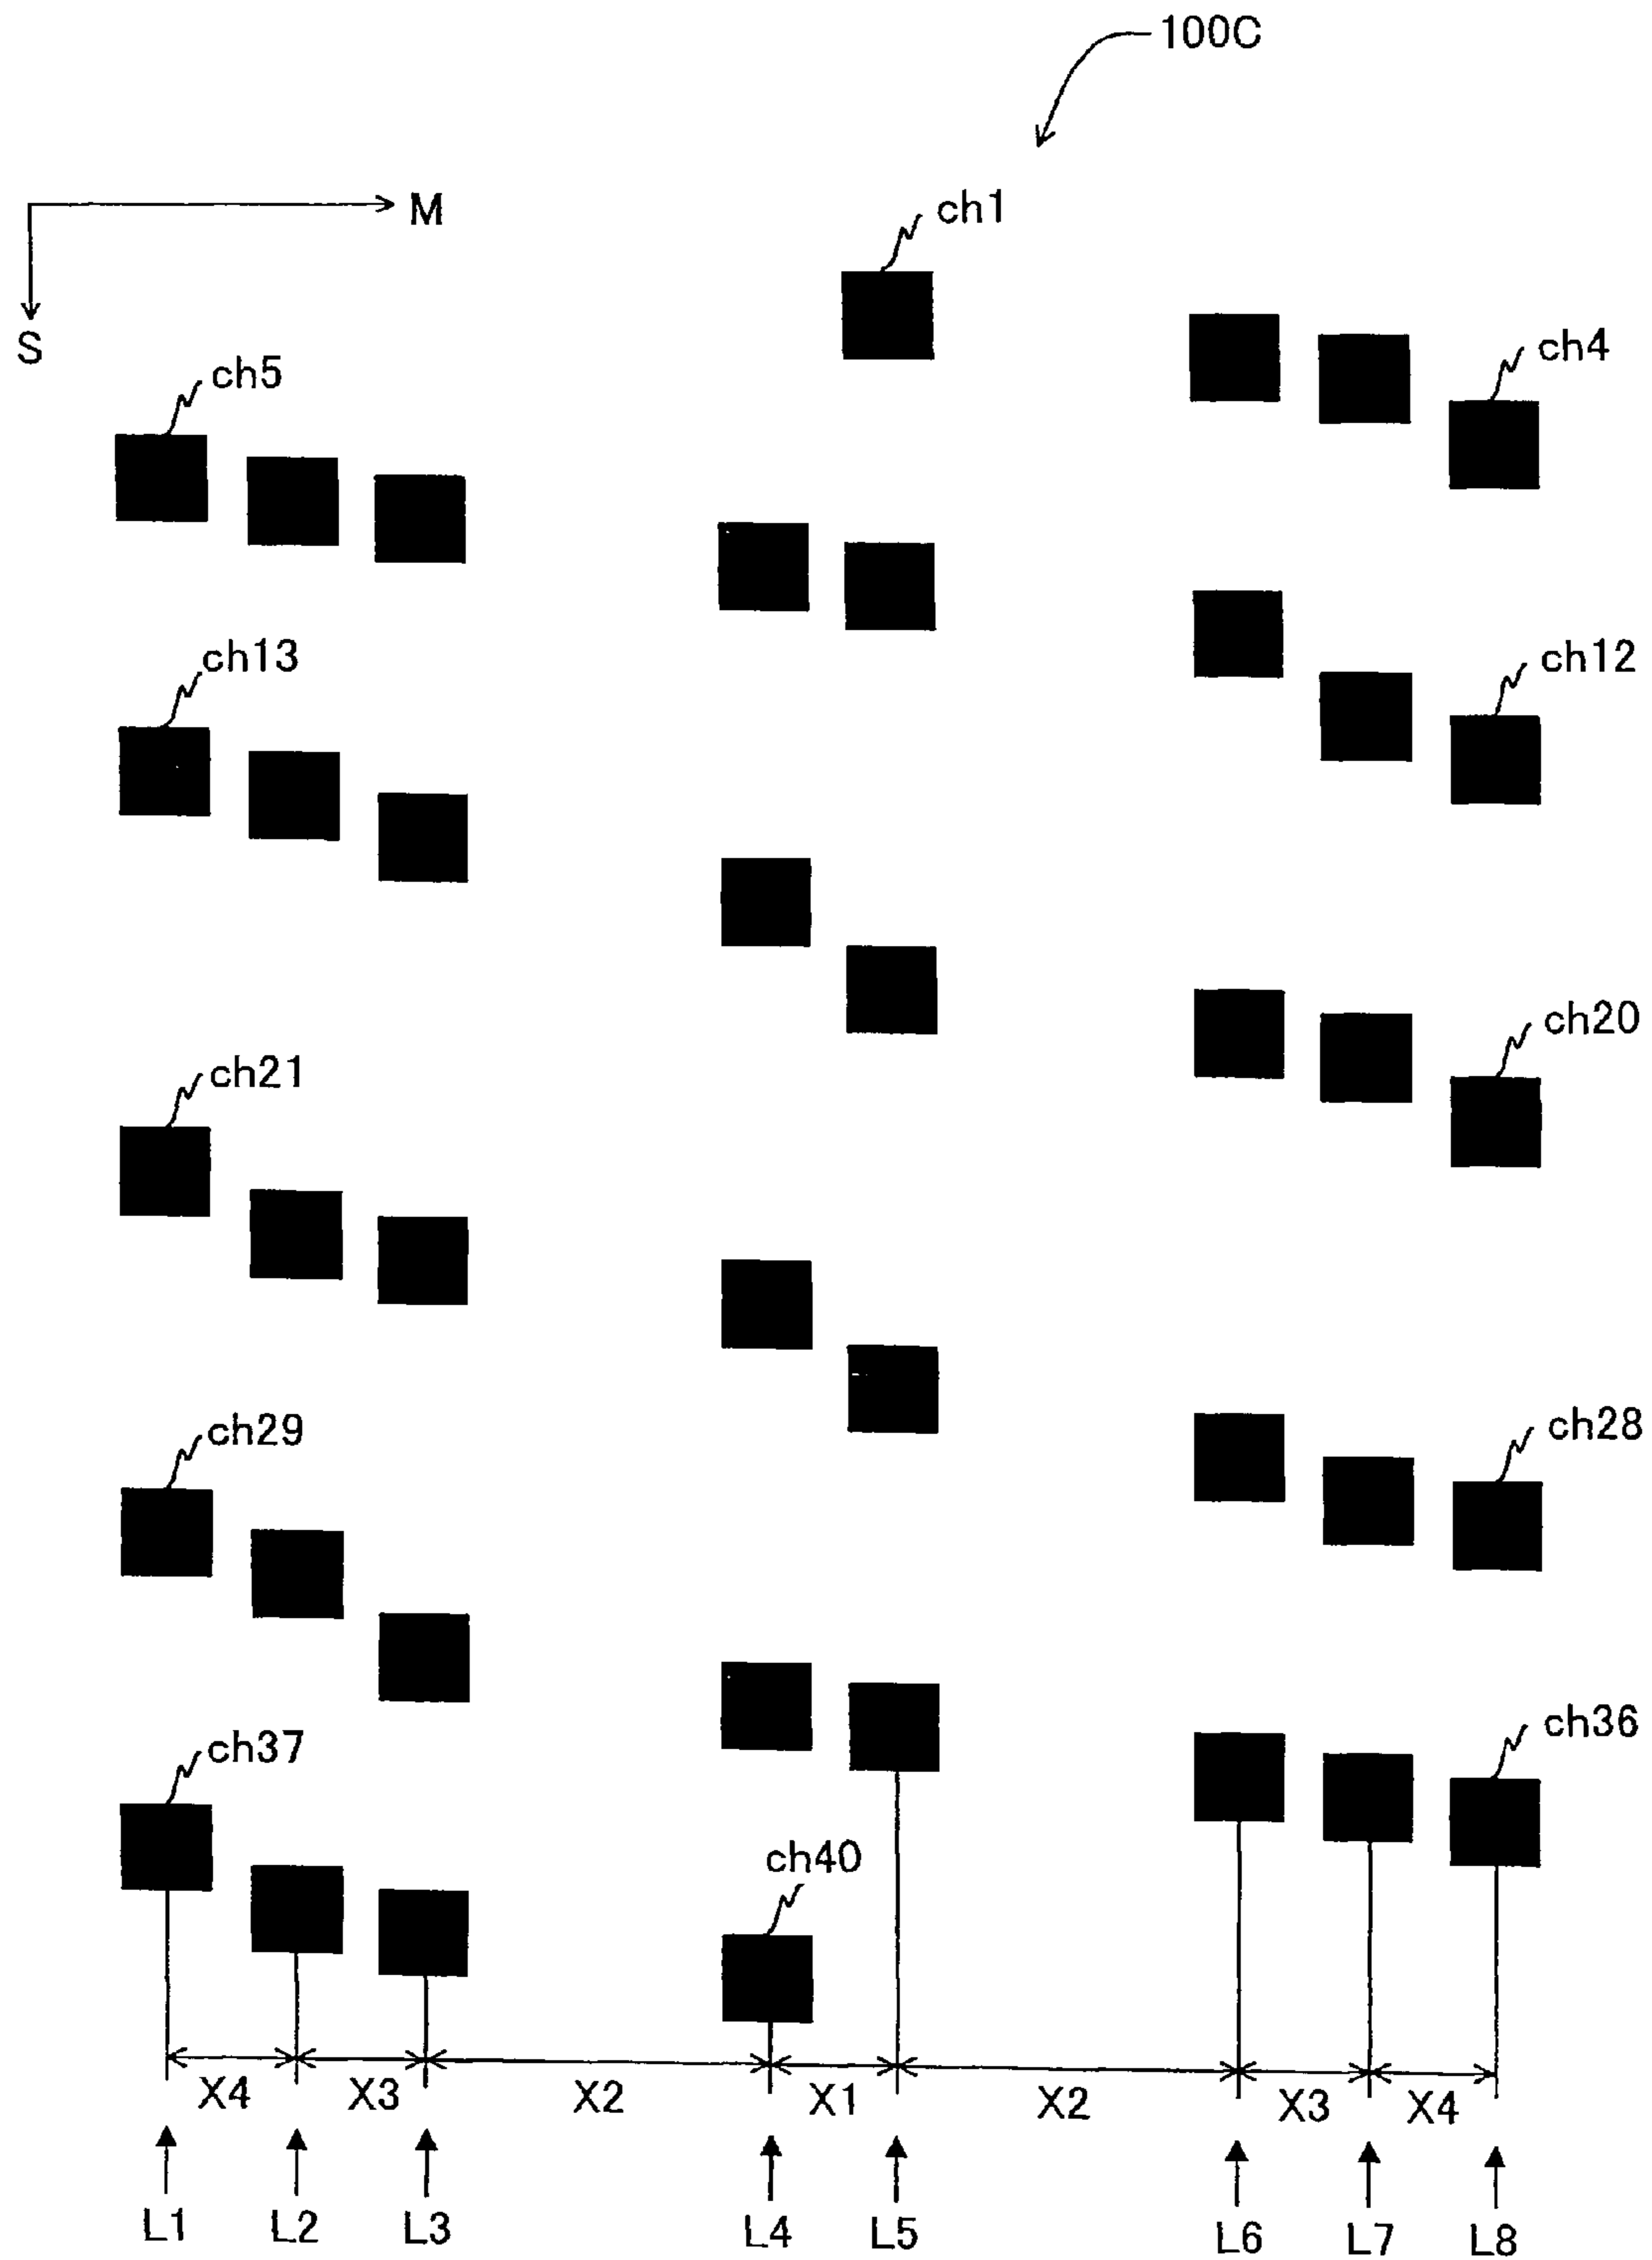 100C
M
S
ch1
ch4
ch5
ch13
ch12
ch20
ch21
ch29
ch28
ch37
ch36
ch40
X4 X3 X2 X1 X2 X3 X4
L1 L2 L3 L4 L5 L6 L7 L8